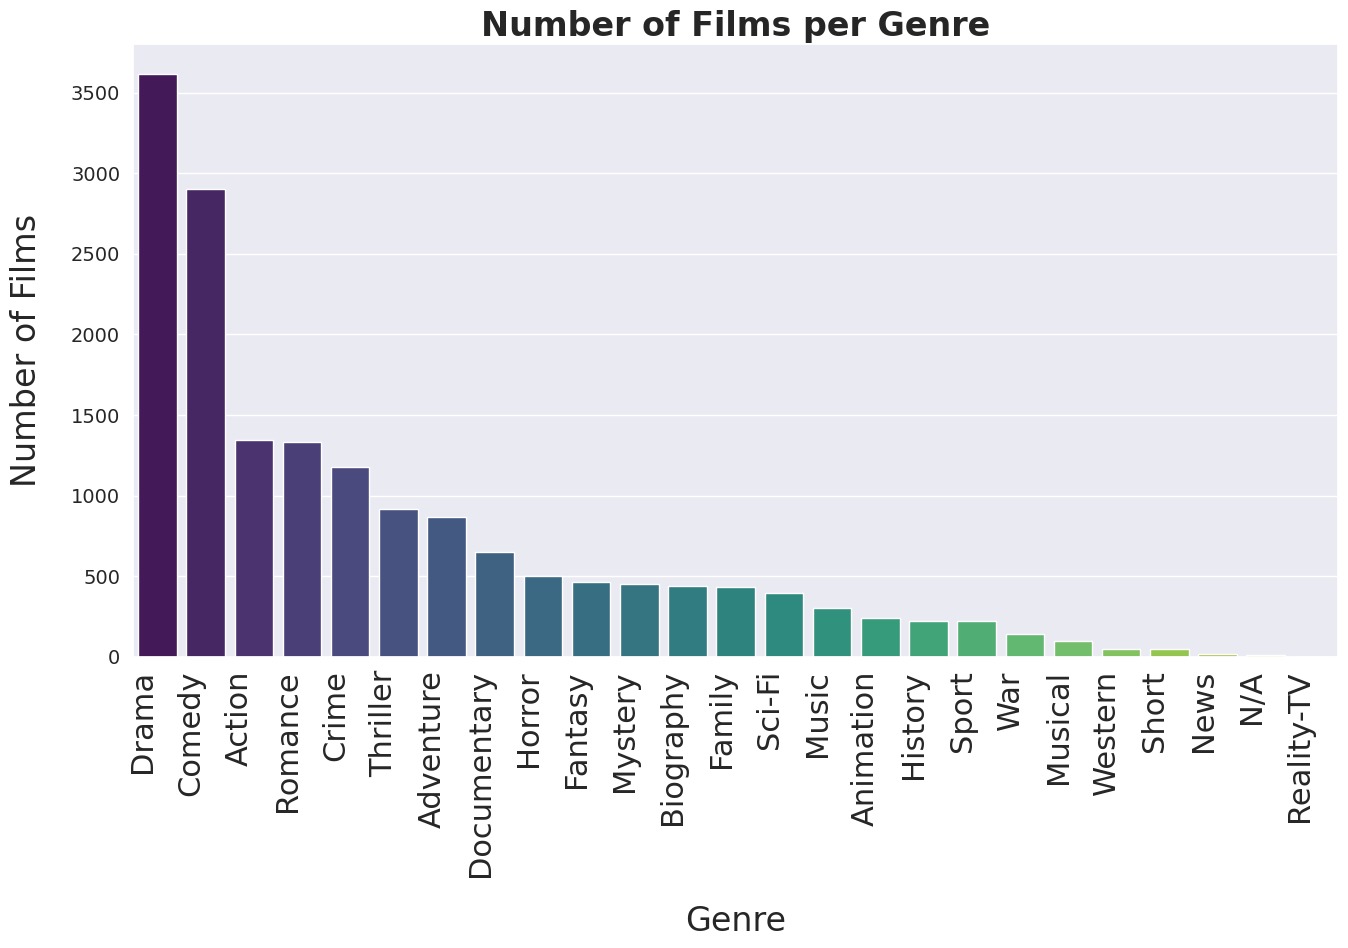 Number of Films per Genre
Number of Films
3500
3000
2500
2000
1500
1000
500
0
Drama
Comedy
Action
Romance
Crime
Thriller
Adventure
Documentary
Horror
Fantasy
Mystery
Biography
Family
Sci-Fi
Music
Animation
History
Sport
War
Musical
Western
Short
News
N/A
Reality-TV
Genre